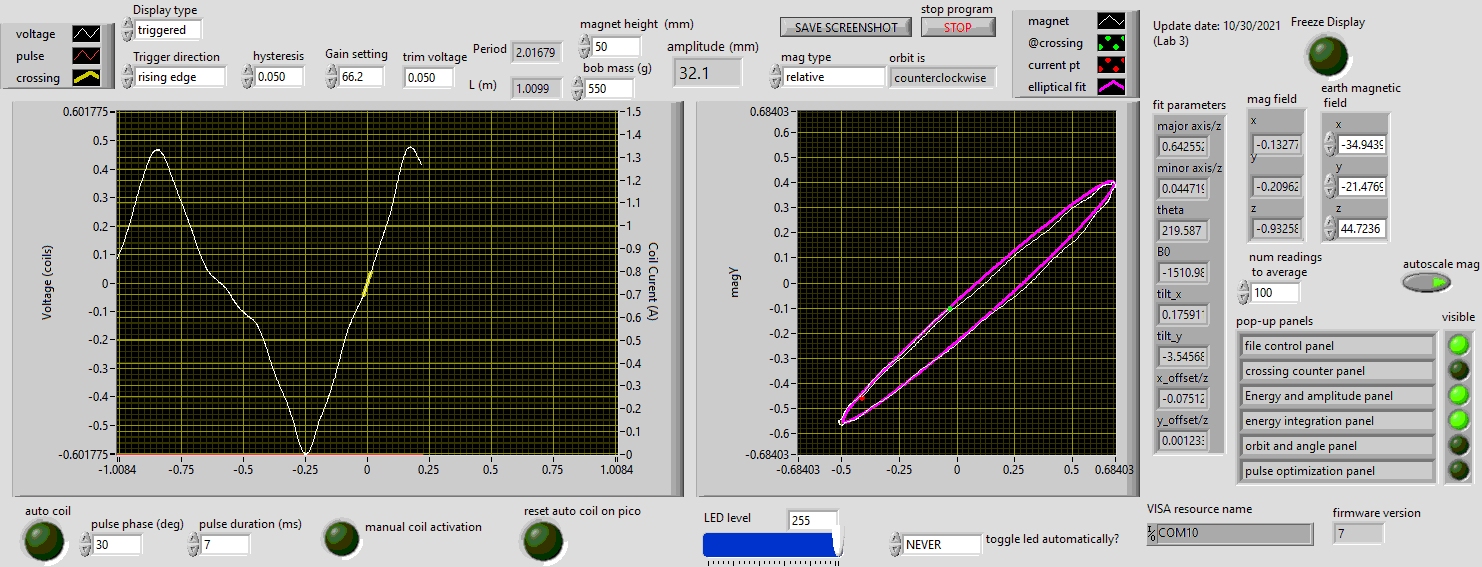 voltage
pulse
crossing
Display type
triggered
Trigger direction
rising edge
hysteresis
0.050
Gain setting
66.2
trim voltage
0.050
Period
2.01679
L (m)
1.0099
magnet height (mm)
50
bob mass (g)
550
amplitude (mm)
32.1
SAVE SCREENSHOT
stop program
STOP
mag type
relative
orbit is
counterclockwise
magnet
@crossing
current pt
elliptical fit
Update date: 10/30/2021
(Lab 3)
Freeze Display
Voltage (coils)
0.601775
0.5
0.4
0.3
0.2
0.1
0
-0.1
-0.2
-0.3
-0.4
-0.5
-0.601775
-1.0084
-0.75
-0.5
-0.25
0
0.25
0.5
0.75
1.0084
1.5
1.4
1.3
1.2
1.1
1
0.9
0.8
0.7
0.6
0.5
0.4
0.3
0.2
0.1
0
Coil Current (A)
magy
0.68403
0.6
0.5
0.4
0.3
0.2
0.1
0
-0.1
-0.2
-0.3
-0.4
-0.5
-0.6
-0.68403
-0.68403
-0.5
0
0.5
0.68403
fit parameters
major axis/z
0.642552
minor axis/z
0.044719
theta
219.587
B0
-1510.98
tilt_x
0.17591
tilt_y
-3.54568
x_offset/z
-0.07512
y_offset/z
0.001233
mag field
x
-0.13277
y
-0.20962
z
-0.93258
earth magnetic
field
x
-34.9439
y
-21.4769
z
44.7236
num readings
to average
100
autoscale mag
pop-up panels
visible
file control panel
crossing counter panel
Energy and amplitude panel
energy integration panel
orbit and angle panel
pulse optimization panel
auto coil
pulse phase (deg)
30
pulse duration (ms)
7
manual coil activation
reset auto coil on pico
LED level
255
NEVER
toggle led automatically?
VISA resource name
COM10
firmware version
7